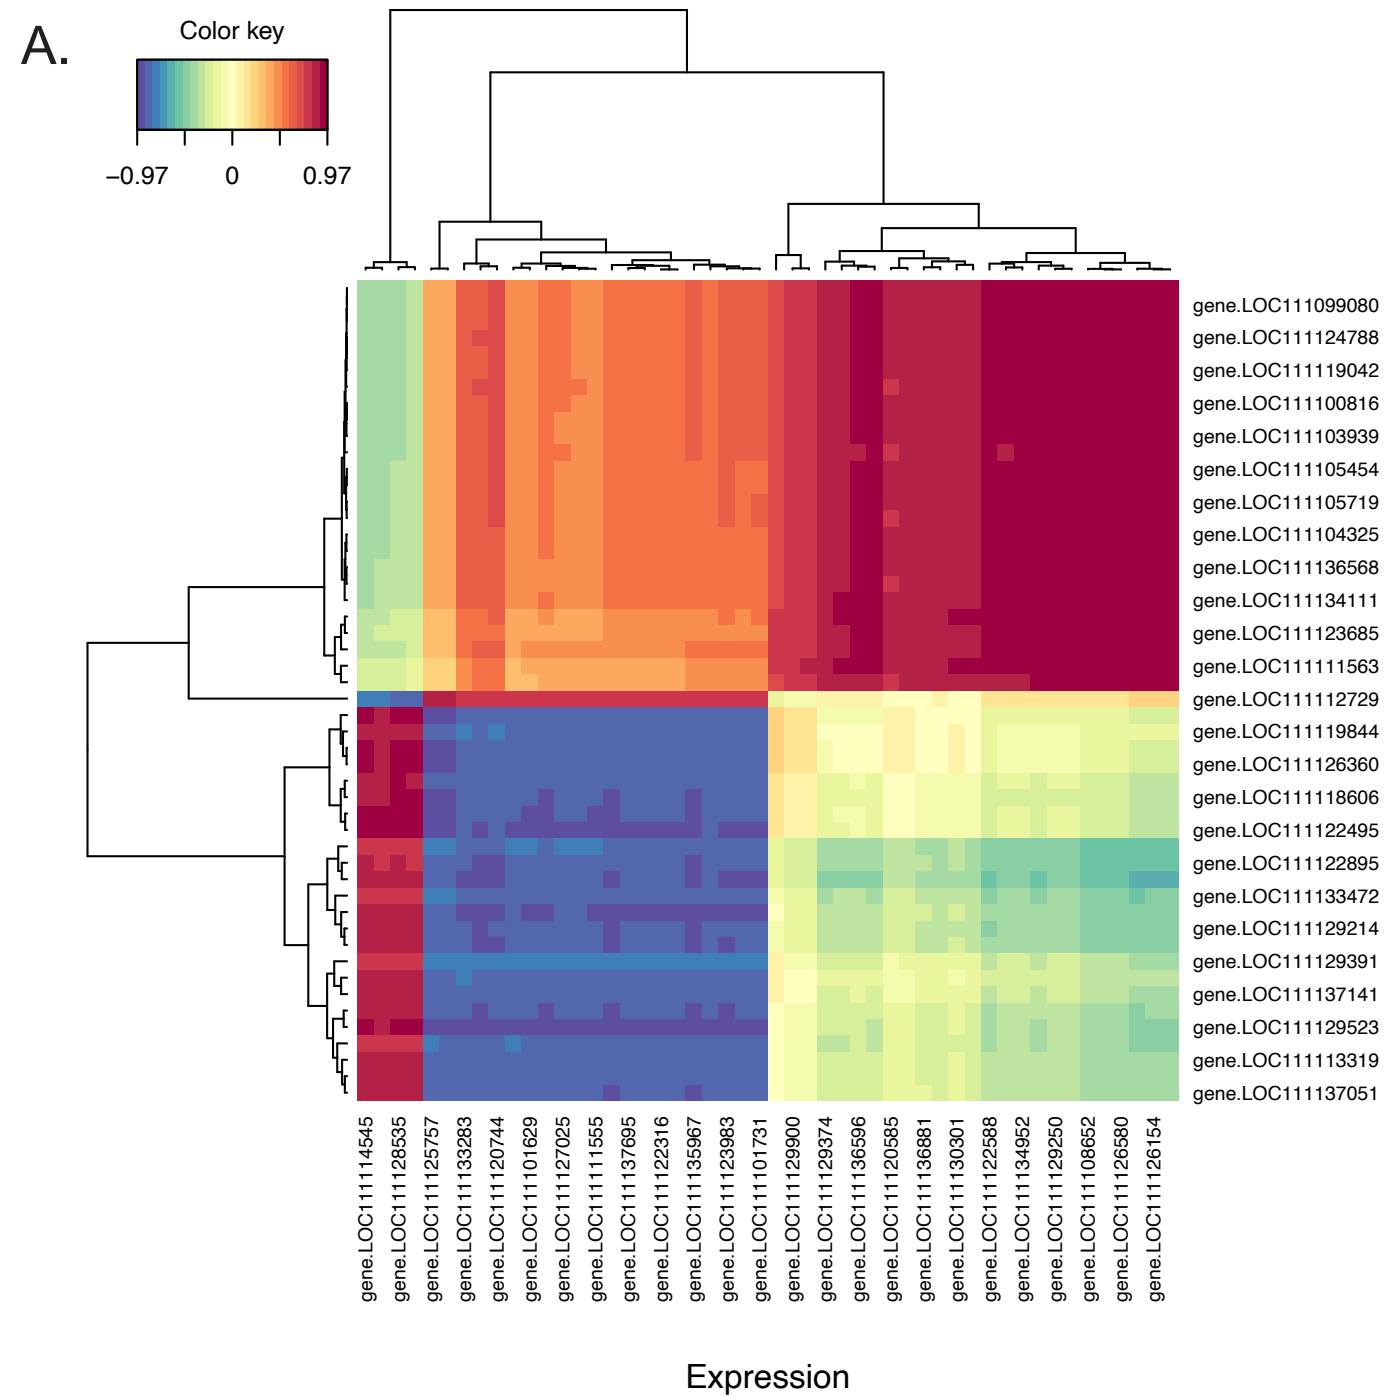 A.
Color key
−0.97 0 0.97
gene.LOC111099080
gene.LOC111124788
gene.LOC111119042
gene.LOC111100816
gene.LOC111103939
gene.LOC111105454
gene.LOC111105719
gene.LOC111104325
gene.LOC111136568
gene.LOC111134111
gene.LOC111123685
gene.LOC111111563
gene.LOC111112729
gene.LOC111119844
gene.LOC111126360
gene.LOC111118606
gene.LOC111122495
gene.LOC111122895
gene.LOC111133472
gene.LOC111129214
gene.LOC111129391
gene.LOC111137141
gene.LOC111129523
gene.LOC111113319
gene.LOC111137051
gene.LOC111114545
gene.LOC111128535
gene.LOC111125757
gene.LOC111133283
gene.LOC111120744
gene.LOC111101629
gene.LOC111127025
gene.LOC111111555
gene.LOC111137695
gene.LOC111122316
gene.LOC111135967
gene.LOC111123983
gene.LOC111101731
gene.LOC111129900
gene.LOC111129374
gene.LOC111136596
gene.LOC111120585
gene.LOC111136881
gene.LOC111130301
gene.LOC111122588
gene.LOC111134952
gene.LOC111129250
gene.LOC111108652
gene.LOC111126580
gene.LOC111126154
Expression